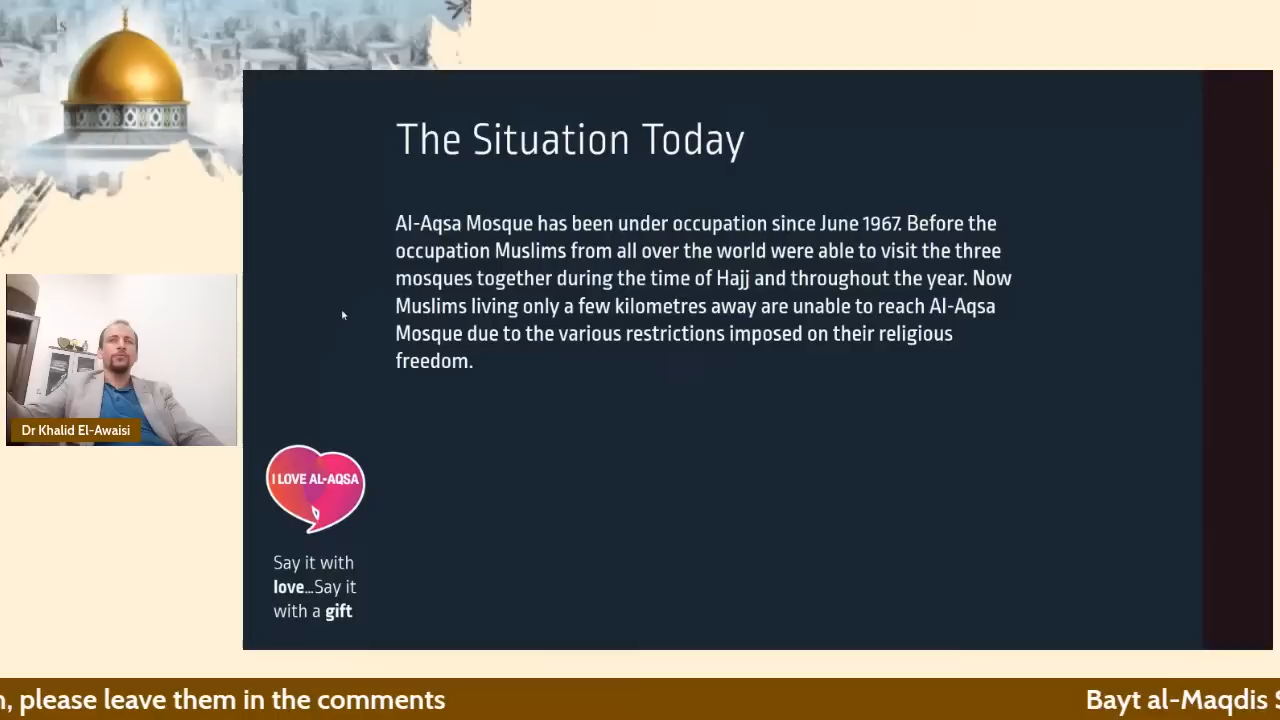 The Situation Today
Al-Aqsa Mosque has been under occupation since June 1967. Before the
occupation Muslims from all over the world were able to visit the three
mosques together during the time of Hajj and throughout the year. Now
Muslims living only a few kilometres away are unable to reach Al-Aqsa
Mosque due to the various restrictions imposed on their religious
freedom.
Dr Khalid El-Awaisi
I LOVE AL-AQSA
Say it with
love...Say it
with a gift
, please leave them in the comments
Bayt al-Maqdis